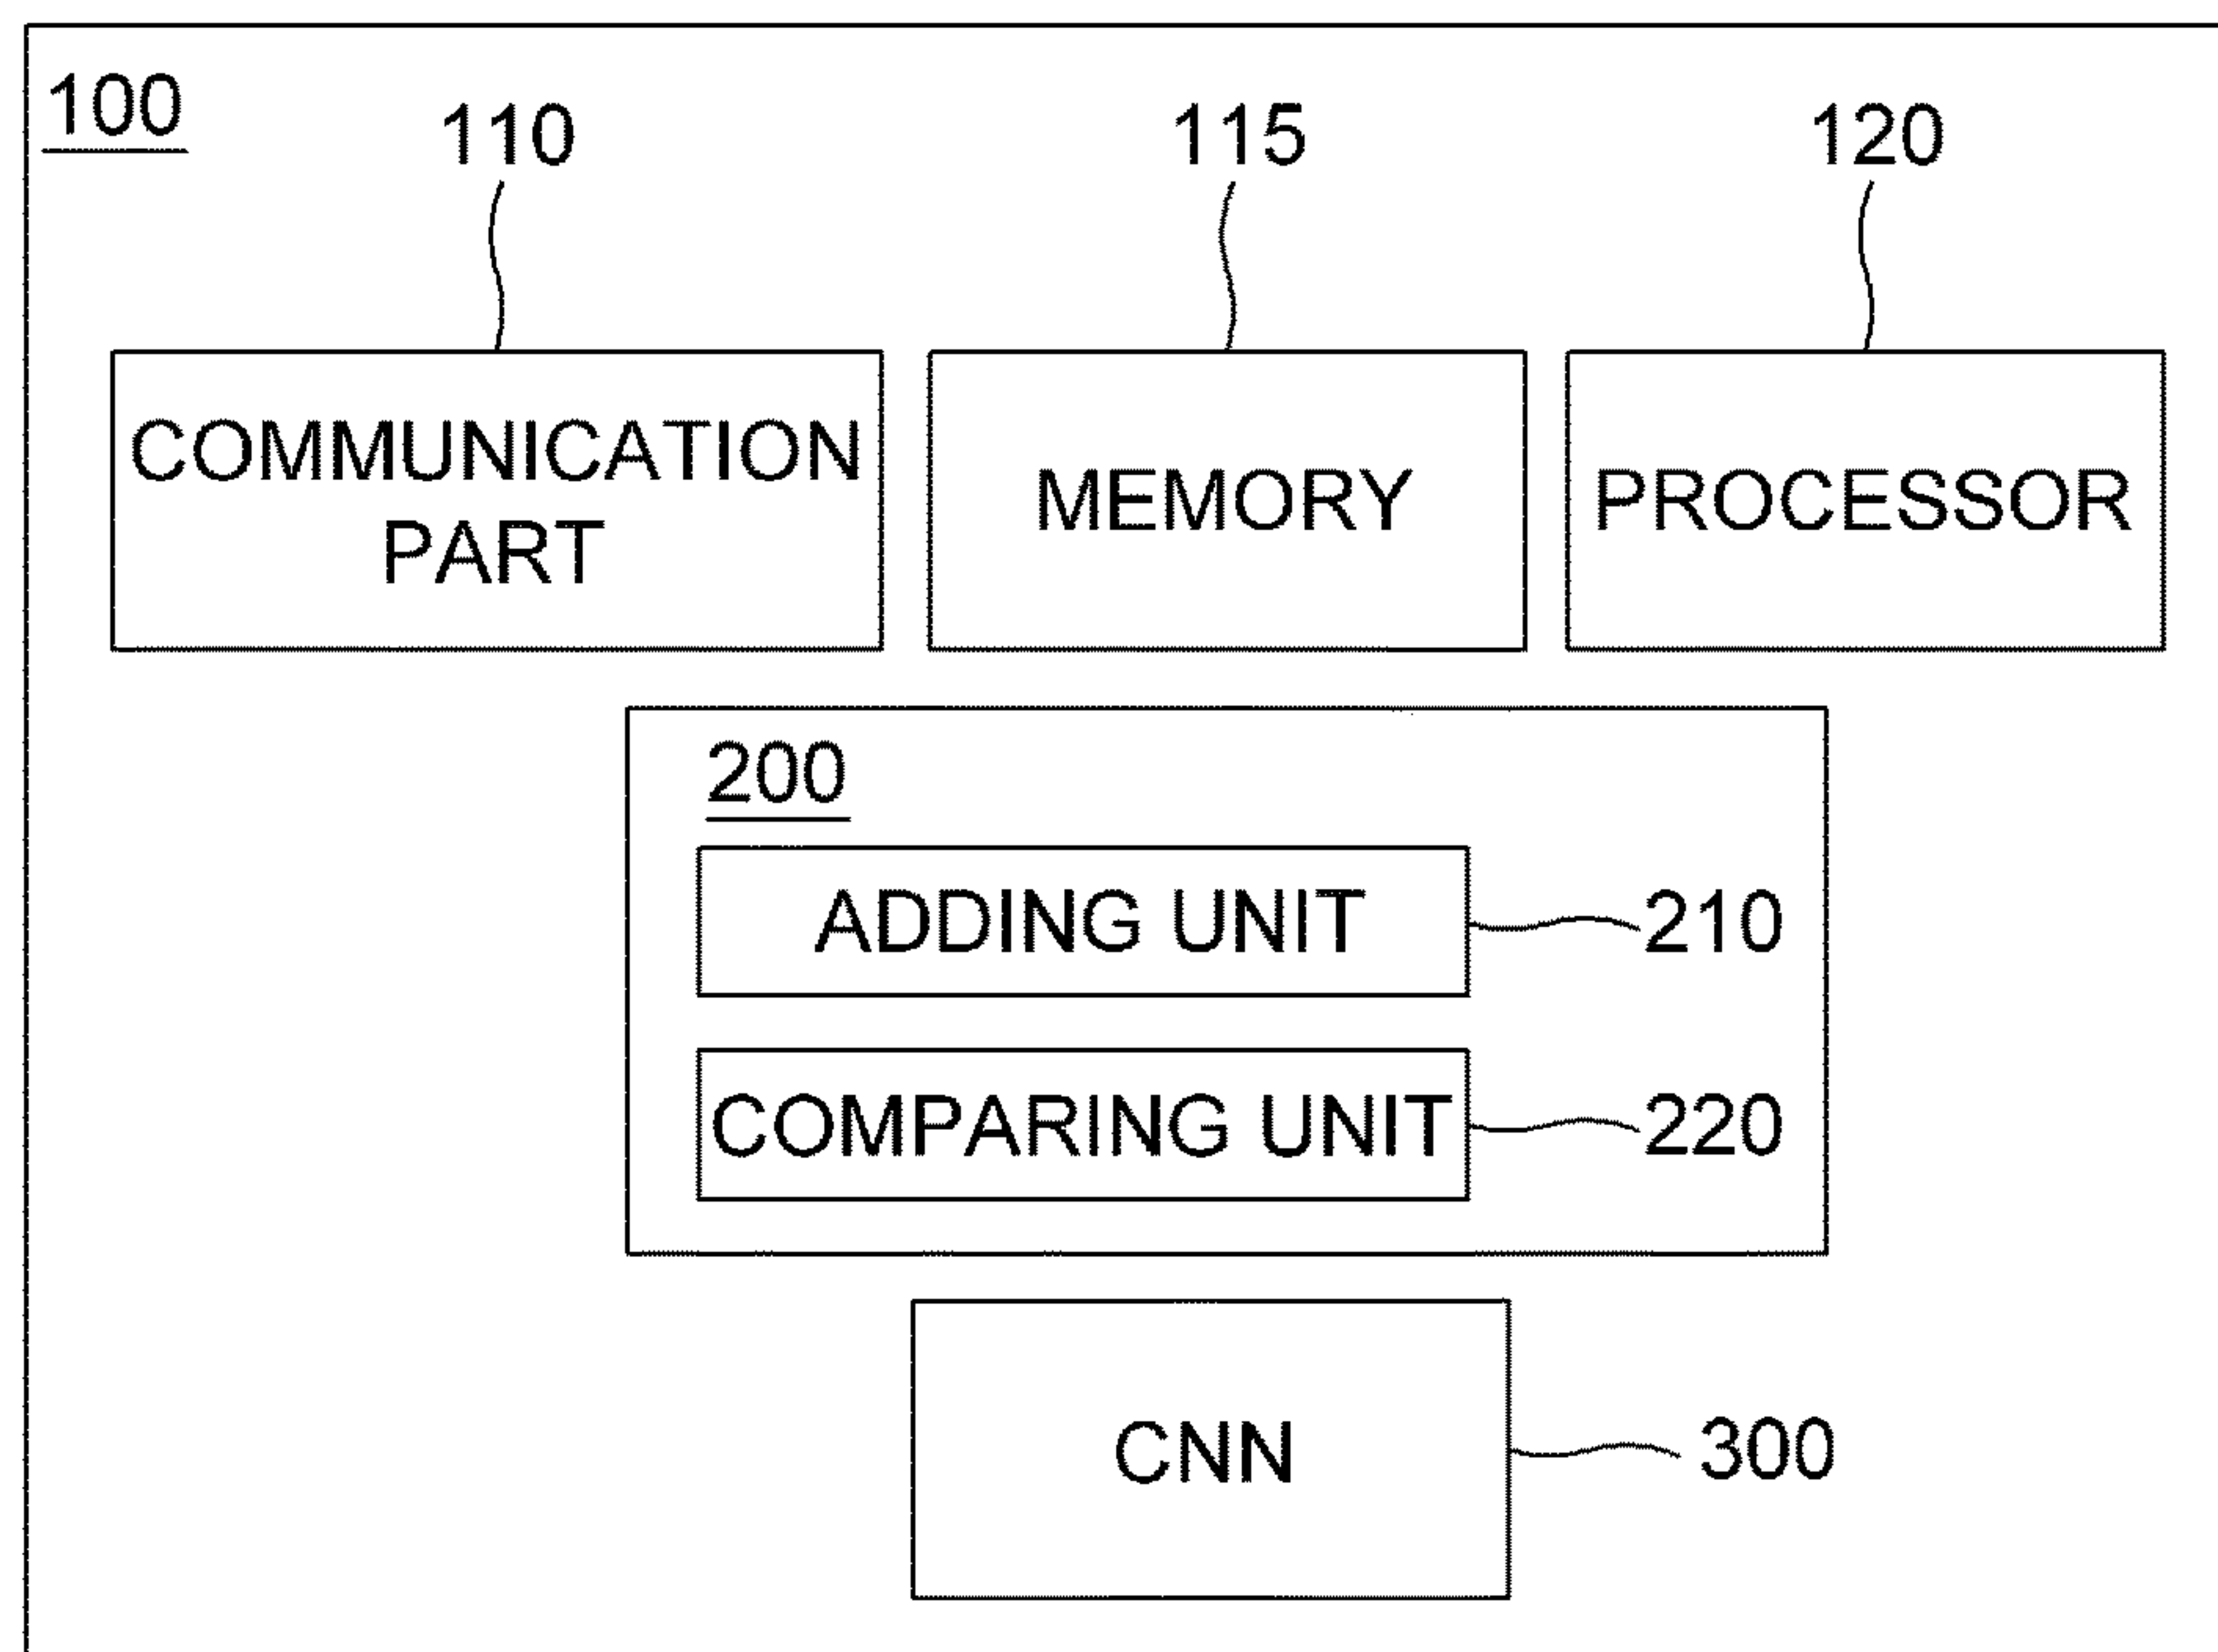 100
110
115
120
COMMUNICATION
PART
MEMORY
PROCESSOR
200
ADDING UNIT
210
COMPARING UNIT
220
CNN
300